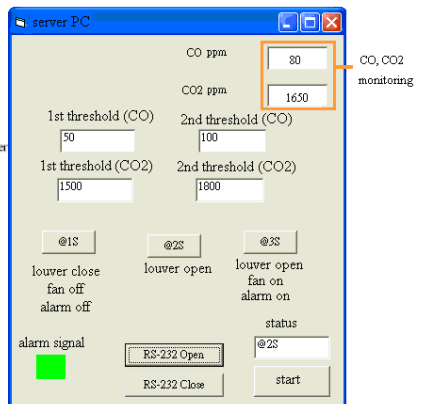 server PC
CO ppm
80
CO, CO2
monitoring
CO2 ppm
1650
1st threshold (CO)
2nd threshold (CO)
50
100
er
1st threshold (CO2)
2nd threshold (CO2)
1500
1800
@1S
@2S
@3S
louver close
fan off
alarm off
louver open
louver open
fan on
alarm on
status
alarm signal
@2S
RS-232 Open
RS-232 Close
start